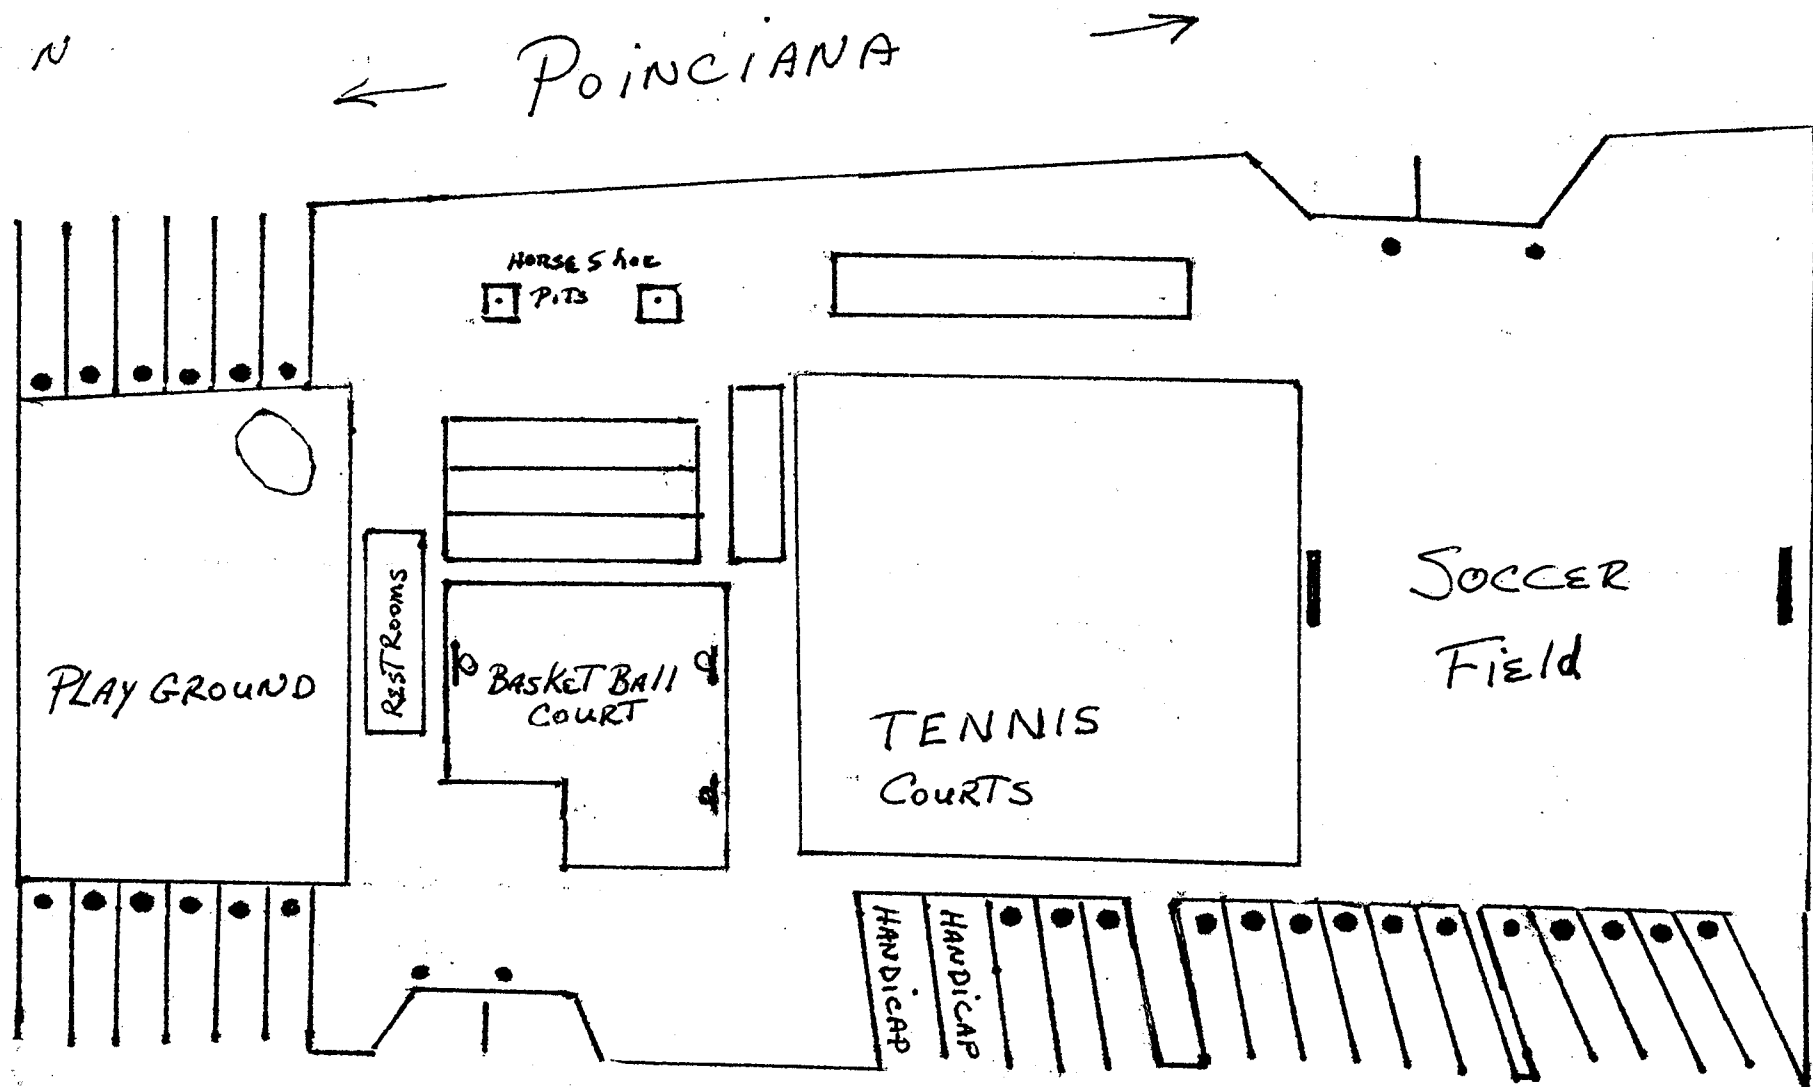 N
← POINCIANA →
HORSE Shoe
PITS
RESTROOMS
PLAY GROUND
BASKET BALL
COURT
TENNIS
COURTS
SOCCER
Field
HANDICAP
HANDICAP